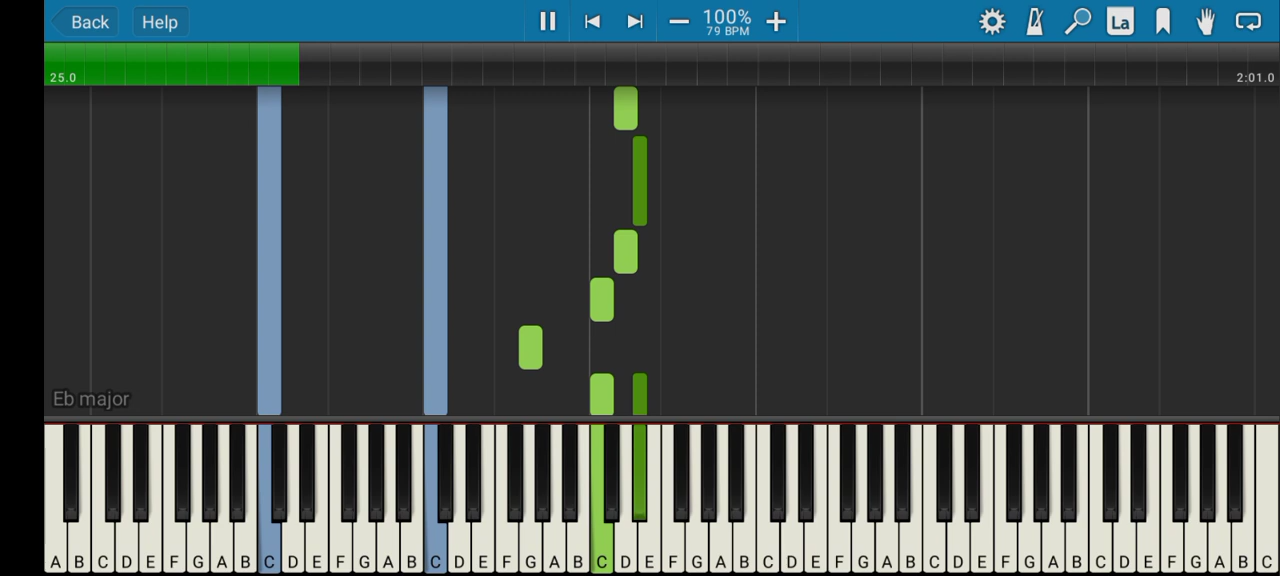 Back Help 100% La
79 BPM
25.0 2:01.0
Eb major
A B C D E F G A B C D E F G A B C D E F G A B C D E F G A B C D E F G A B C D E F G A B C D E F G A B C